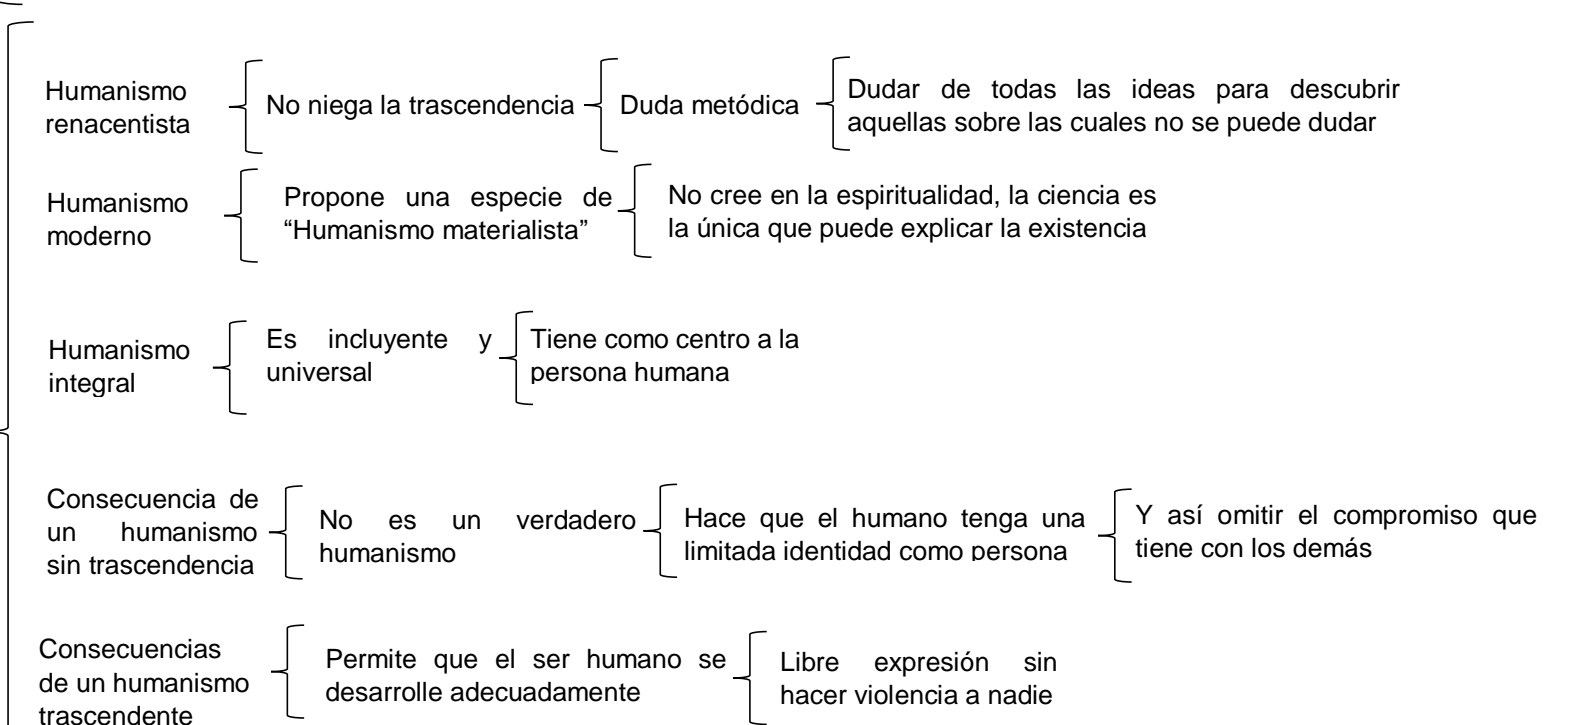 Humanismo
renacentista
No niega la trascendencia
Duda metódica
Dudar de todas las ideas para descubrir
aquellas sobre las cuales no se puede dudar
Humanismo
moderno
Propone una especie de
“Humanismo materialista”
No cree en la espiritualidad, la ciencia es
la única que puede explicar la existencia
Humanismo
integral
Es incluyente y
universal
Tiene como centro a la
persona humana
Consecuencia de
un humanismo
sin trascendencia
No es un verdadero
humanismo
Hace que el humano tenga una
limitada identidad como persona
Y así omitir el compromiso que
tiene con los demás
Consecuencias
de un humanismo
trascendente
Permite que el ser humano se
desarrolle adecuadamente
Libre expresión sin
hacer violencia a nadie